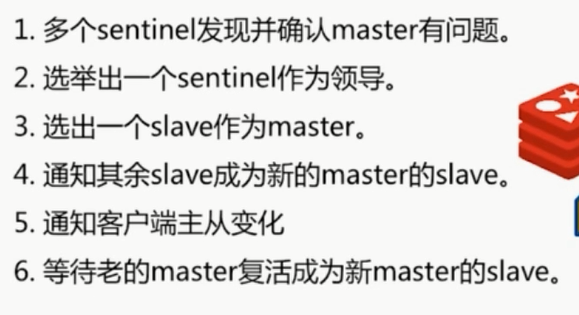 1. 多个sentinel发现并确认master有问题。
2. 选举出一个sentinel作为领导。
3. 选出一个slave作为master。
4. 通知其余slave成为新的master的slave。
5. 通知客户端主从变化
6. 等待老的master复活成为新master的slave。